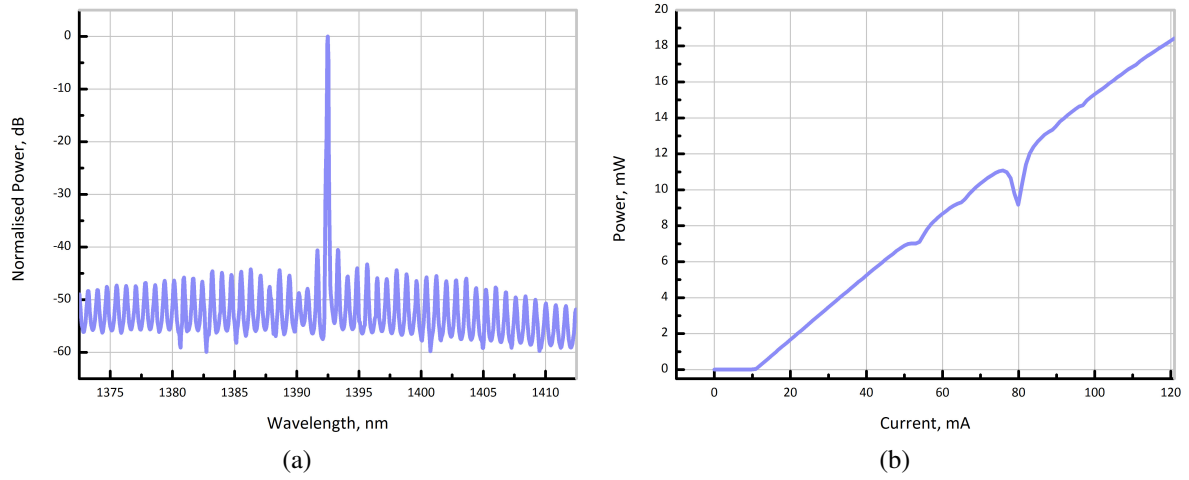 0
-10
-20
-30
-40
-50
-60
Normalised Power, dB
1375 1380 1385 1390 1395 1400 1405 1410
Wavelength, nm
(a)
20
18
16
14
12
10
8
6
4
2
0
Power, mW
0 20 40 60 80 100 120
Current, mA
(b)